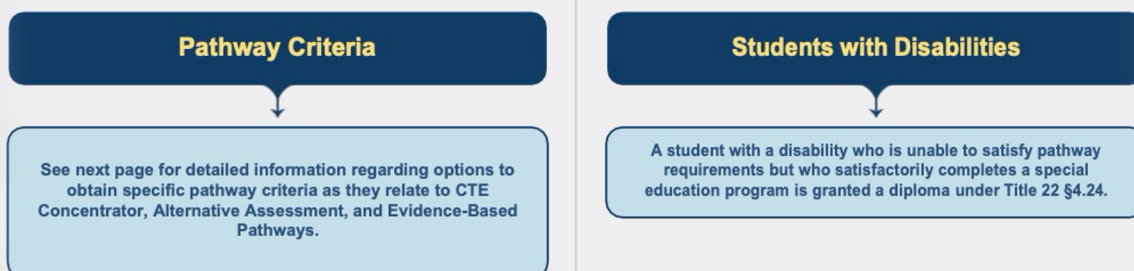 Pathway Criteria
See next page for detailed information regarding options to
obtain specific pathway criteria as they relate to CTE
Concentrator, Alternative Assessment, and Evidence-Based
Pathways.
Students with Disabilities
A student with a disability who is unable to satisfy pathway
requirements but who satisfactorily completes a special
education program is granted a diploma under Title 22 §4.24.